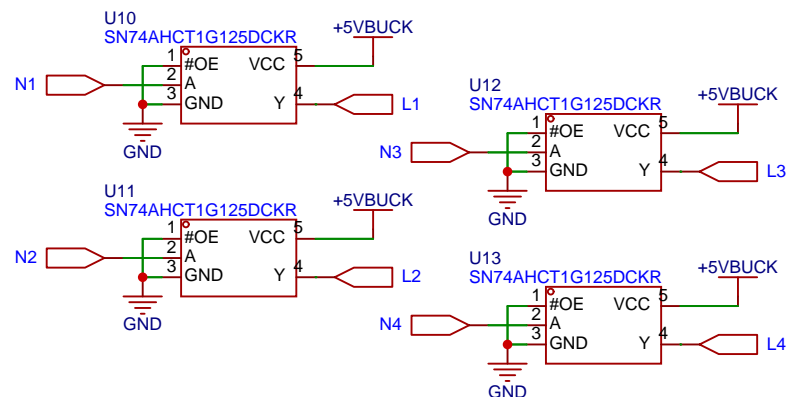 U10
SN74AHCT1G125DCKR
+5VBUCK
1 #OE VCC 5
N1 2 A
3 GND Y 4 L1
GND
U12
SN74AHCT1G125DCKR
+5VBUCK
1 #OE VCC 5
N3 2 A
3 GND Y 4 L3
GND
U11
SN74AHCT1G125DCKR
+5VBUCK
1 #OE VCC 5
N2 2 A
3 GND Y 4 L2
GND
U13
SN74AHCT1G125DCKR
+5VBUCK
1 #OE VCC 5
N4 2 A
3 GND Y 4 L4
GND